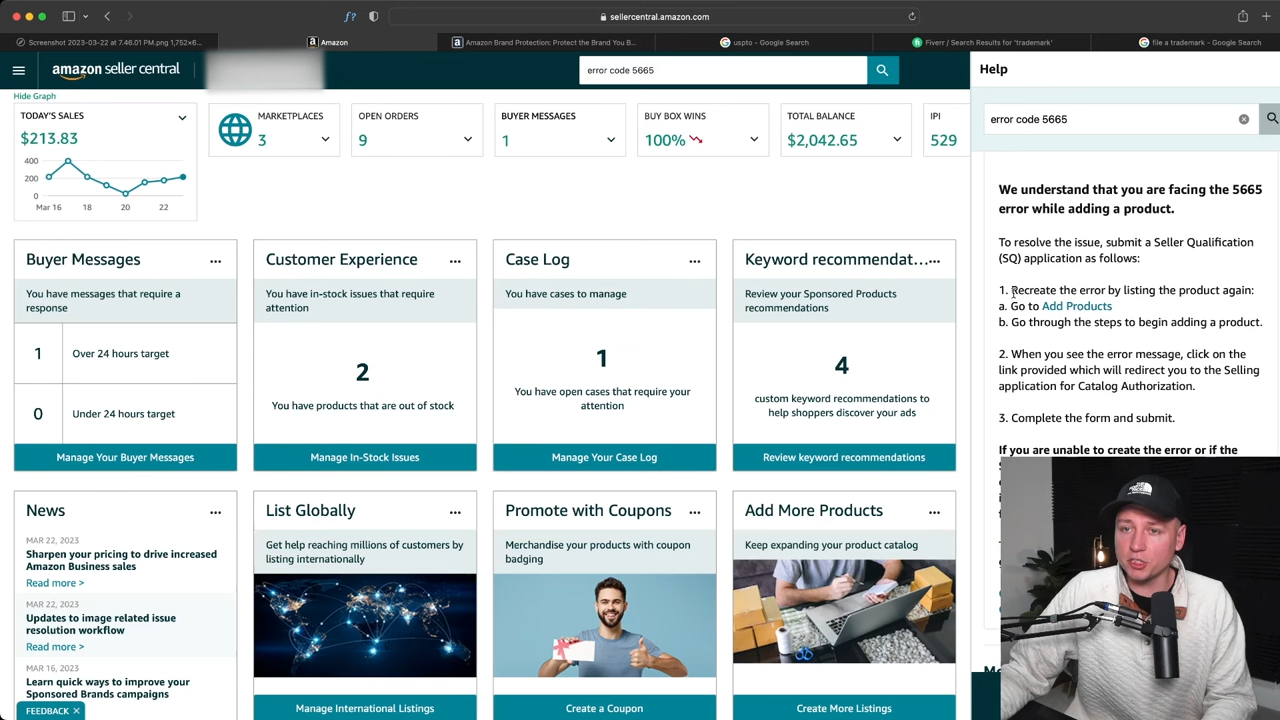 sellercentral.amazon.com
Screenshot 2023-03-22 at 7.46.01 PM.png 1,752×6...
Amazon
Amazon Brand Protection: Protect the Brand You B...
uspto - Google Search
Fiverr / Search Results for 'trademark'
file a trademark - Google Search
amazon seller central
error code 5665
Help
error code 5665
Hide Graph
TODAY'S SALES
$213.83
400
200
0
Mar 16
18
20
22
MARKETPLACES
3
OPEN ORDERS
9
BUYER MESSAGES
1
BUY BOX WINS
100%
TOTAL BALANCE
$2,042.65
IPI
529
Buyer Messages
You have messages that require a
response
1
Over 24 hours target
0
Under 24 hours target
Manage Your Buyer Messages
Customer Experience
You have in-stock issues that require
attention
2
You have products that are out of stock
Manage In-Stock Issues
Case Log
You have cases to manage
1
You have open cases that require your
attention
Manage Your Case Log
Keyword recommendat...
Review your Sponsored Products
recommendations
4
custom keyword recommendations to
help shoppers discover your ads
Review keyword recommendations
News
MAR 22, 2023
Sharpen your pricing to drive increased
Amazon Business sales
Read more >
MAR 22, 2023
Updates to image related issue
resolution workflow
Read more >
MAR 16, 2023
Learn quick ways to improve your
Sponsored Brands campaigns
FEEDBACK
List Globally
Get help reaching millions of customers by
listing internationally
Manage International Listings
Promote with Coupons
Merchandise your products with coupon
badging
Create a Coupon
Add More Products
Keep expanding your product catalog
Create More Listings
We understand that you are facing the 5665
error while adding a product.
To resolve the issue, submit a Seller Qualification
(SQ) application as follows:
1. Recreate the error by listing the product again:
a. Go to Add Products
b. Go through the steps to begin adding a product.
2. When you see the error message, click on the
link provided which will redirect you to the Selling
application for Catalog Authorization.
3. Complete the form and submit.
If you are unable to create the error or if the